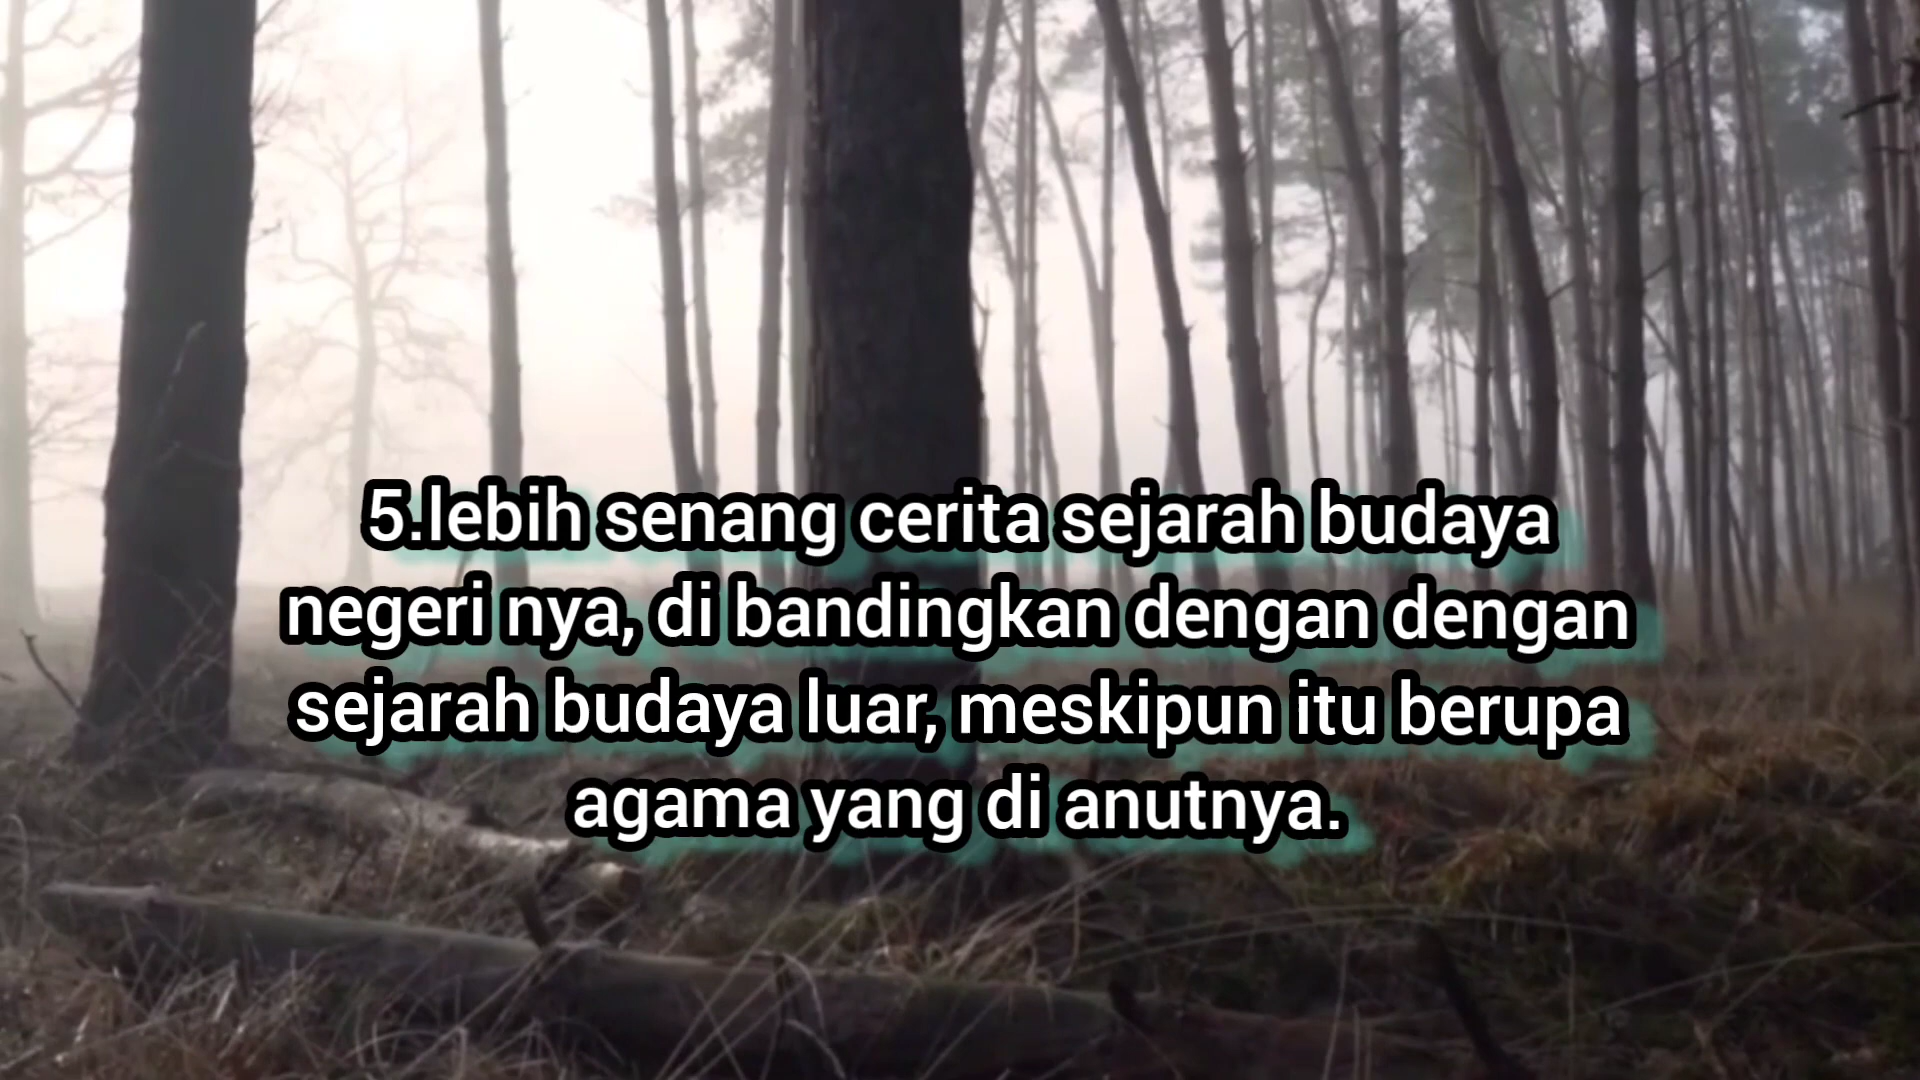 5.lebih senang cerita sejarah budaya
negeri nya, di bandingkan dengan dengan
sejarah budaya luar, meskipun itu berupa
agama yang di anutnya.